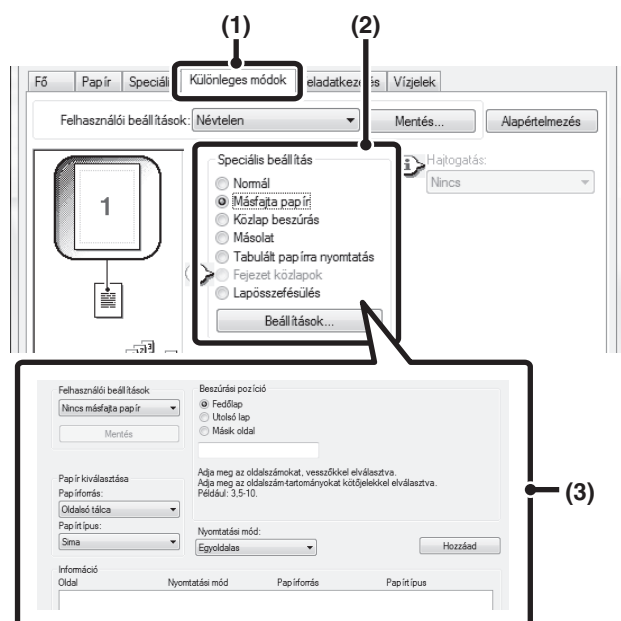 (1) (2)
Fő Papír Speciáli Különleges módok eladatkeze és Vízjelek
Felhasználói beállítások: Névtelen Mentés... Alapértelmezés
Speciális beállítás Hajtogatás:
Normál Nincs
1 Másfajta papír
Közlap beszúrás
Másolat
Tabulált papírra nyomtatás
Fejezet közlapok
Lapösszefésülés
Beállítások...
Felhasználói beállítások Beszúrási pozíció
Nincs másfajta papír Fedőlap
Utolsó lap
Mentés Másik oldal
(3)
Adja meg az oldalszámokat, vesszőkkel elválasztva.
Papír kiválasztása Adja meg az oldalszám-tartományokat kötőjelekkel elválasztva.
Papírforrás: Például: 3,5-10.
Oldalsó tálca
Papírtípus: Nyomtatási mód:
Sima Egyoldalas Hozzáad
Információ
Oldal Nyomtatási mód Papírforrás Papírtípus